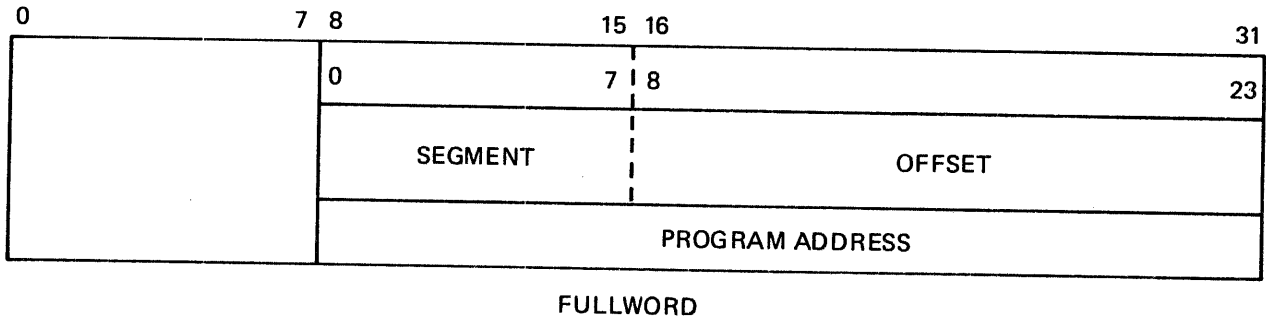 0 7 8 15 16 31
0 7 8 23
SEGMENT OFFSET
PROGRAM ADDRESS
FULLWORD